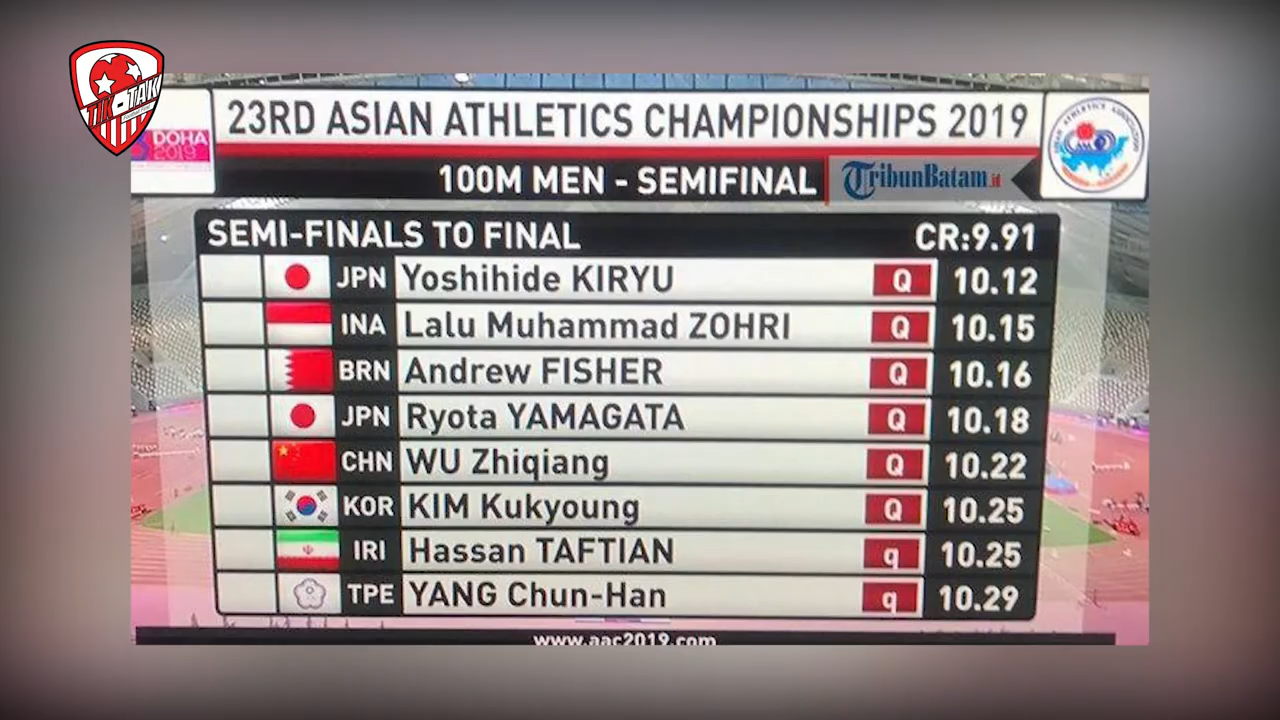 TIK TAK
DOHA
2019
23RD ASIAN ATHLETICS CHAMPIONSHIPS 2019
100M MEN - SEMIFINAL
TribunBatam.id
SEMI-FINALS TO FINAL CR:9.91
JPN Yoshihide KIRYU Q 10.12
INA Lalu Muhammad ZOHRI Q 10.15
BRN Andrew FISHER Q 10.16
JPN Ryota YAMAGATA Q 10.18
CHN WU Zhiqiang Q 10.22
KOR KIM Kukyoung Q 10.25
IRI Hassan TAFTIAN q 10.25
TPE YANG Chun-Han q 10.29
www.aac2019.com